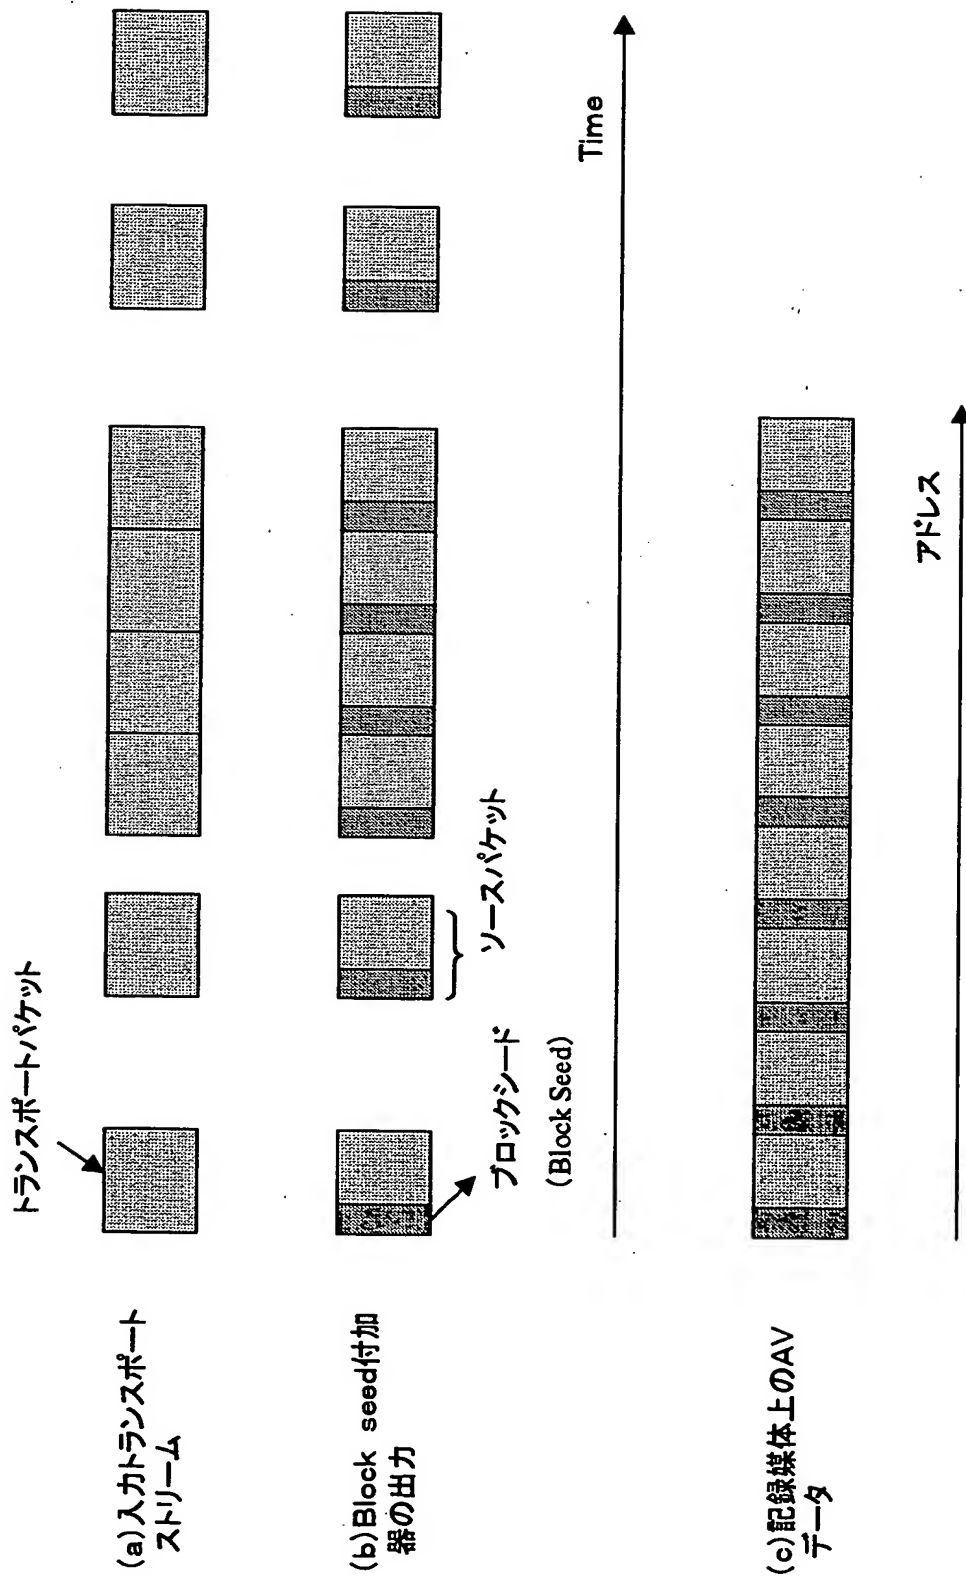 (a)入力トランスポート
ストリーム
トランスポートパケット
(b)Block seed付加
器の出力
ブロックシード
(Block Seed)
ソースパケット
Time
(c)記録媒体上のAV
データ
アドレス